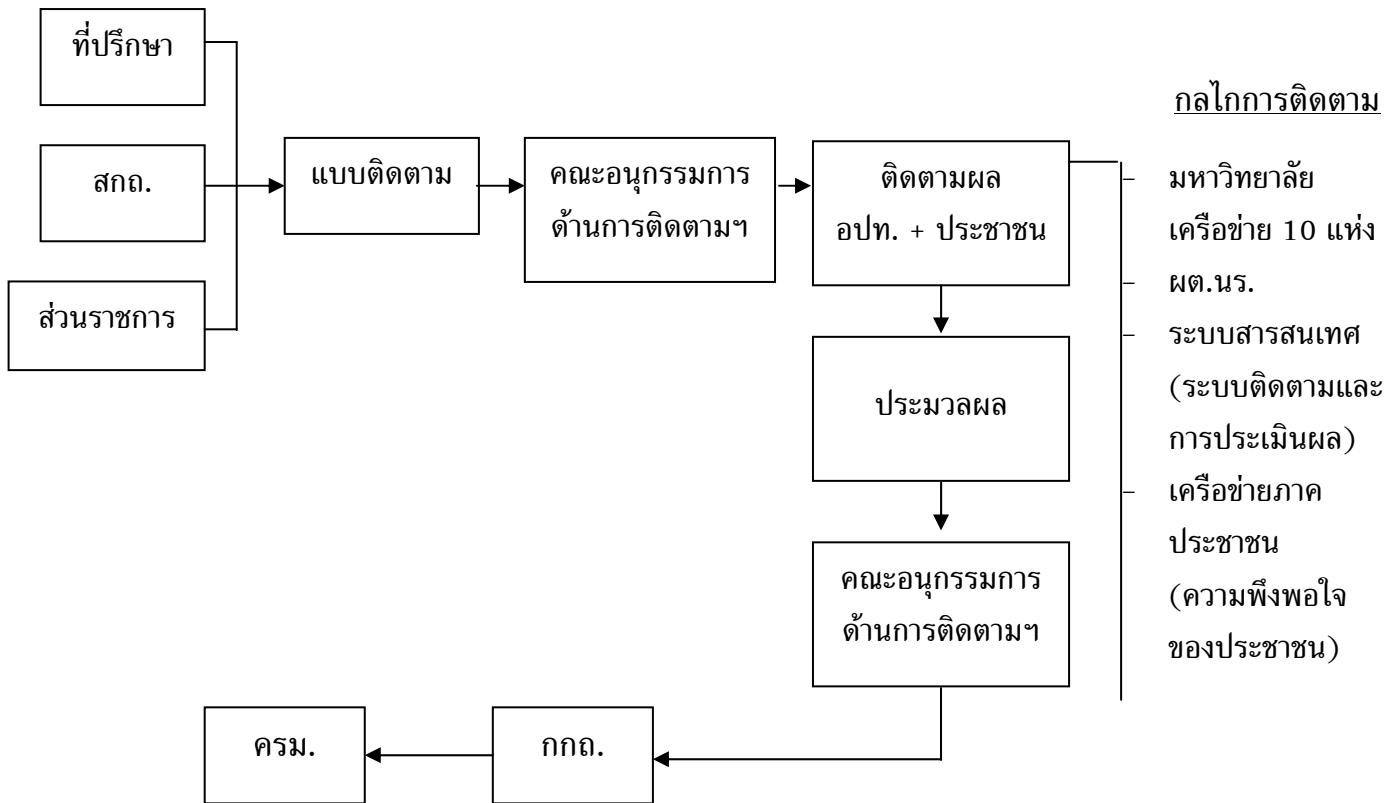 ที่ปรึกษา
สกถ.
ส่วนราชการ
แบบติดตาม
คณะอนุกรรมการ
ด้านการติดตามฯ
ติดตามผล
อปท. + ประชาชน
ประมวลผล
คณะอนุกรรมการ
ด้านการติดตามฯ
กกถ.
ครม.
กลไกการติดตาม
- มหาวิทยาลัย
เครือข่าย 10 แห่ง
- ผต.นร.
- ระบบสารสนเทศ
(ระบบติดตามและ
การประเมินผล)
- เครือข่ายภาค
ประชาชน
(ความพึงพอใจ
ของประชาชน)